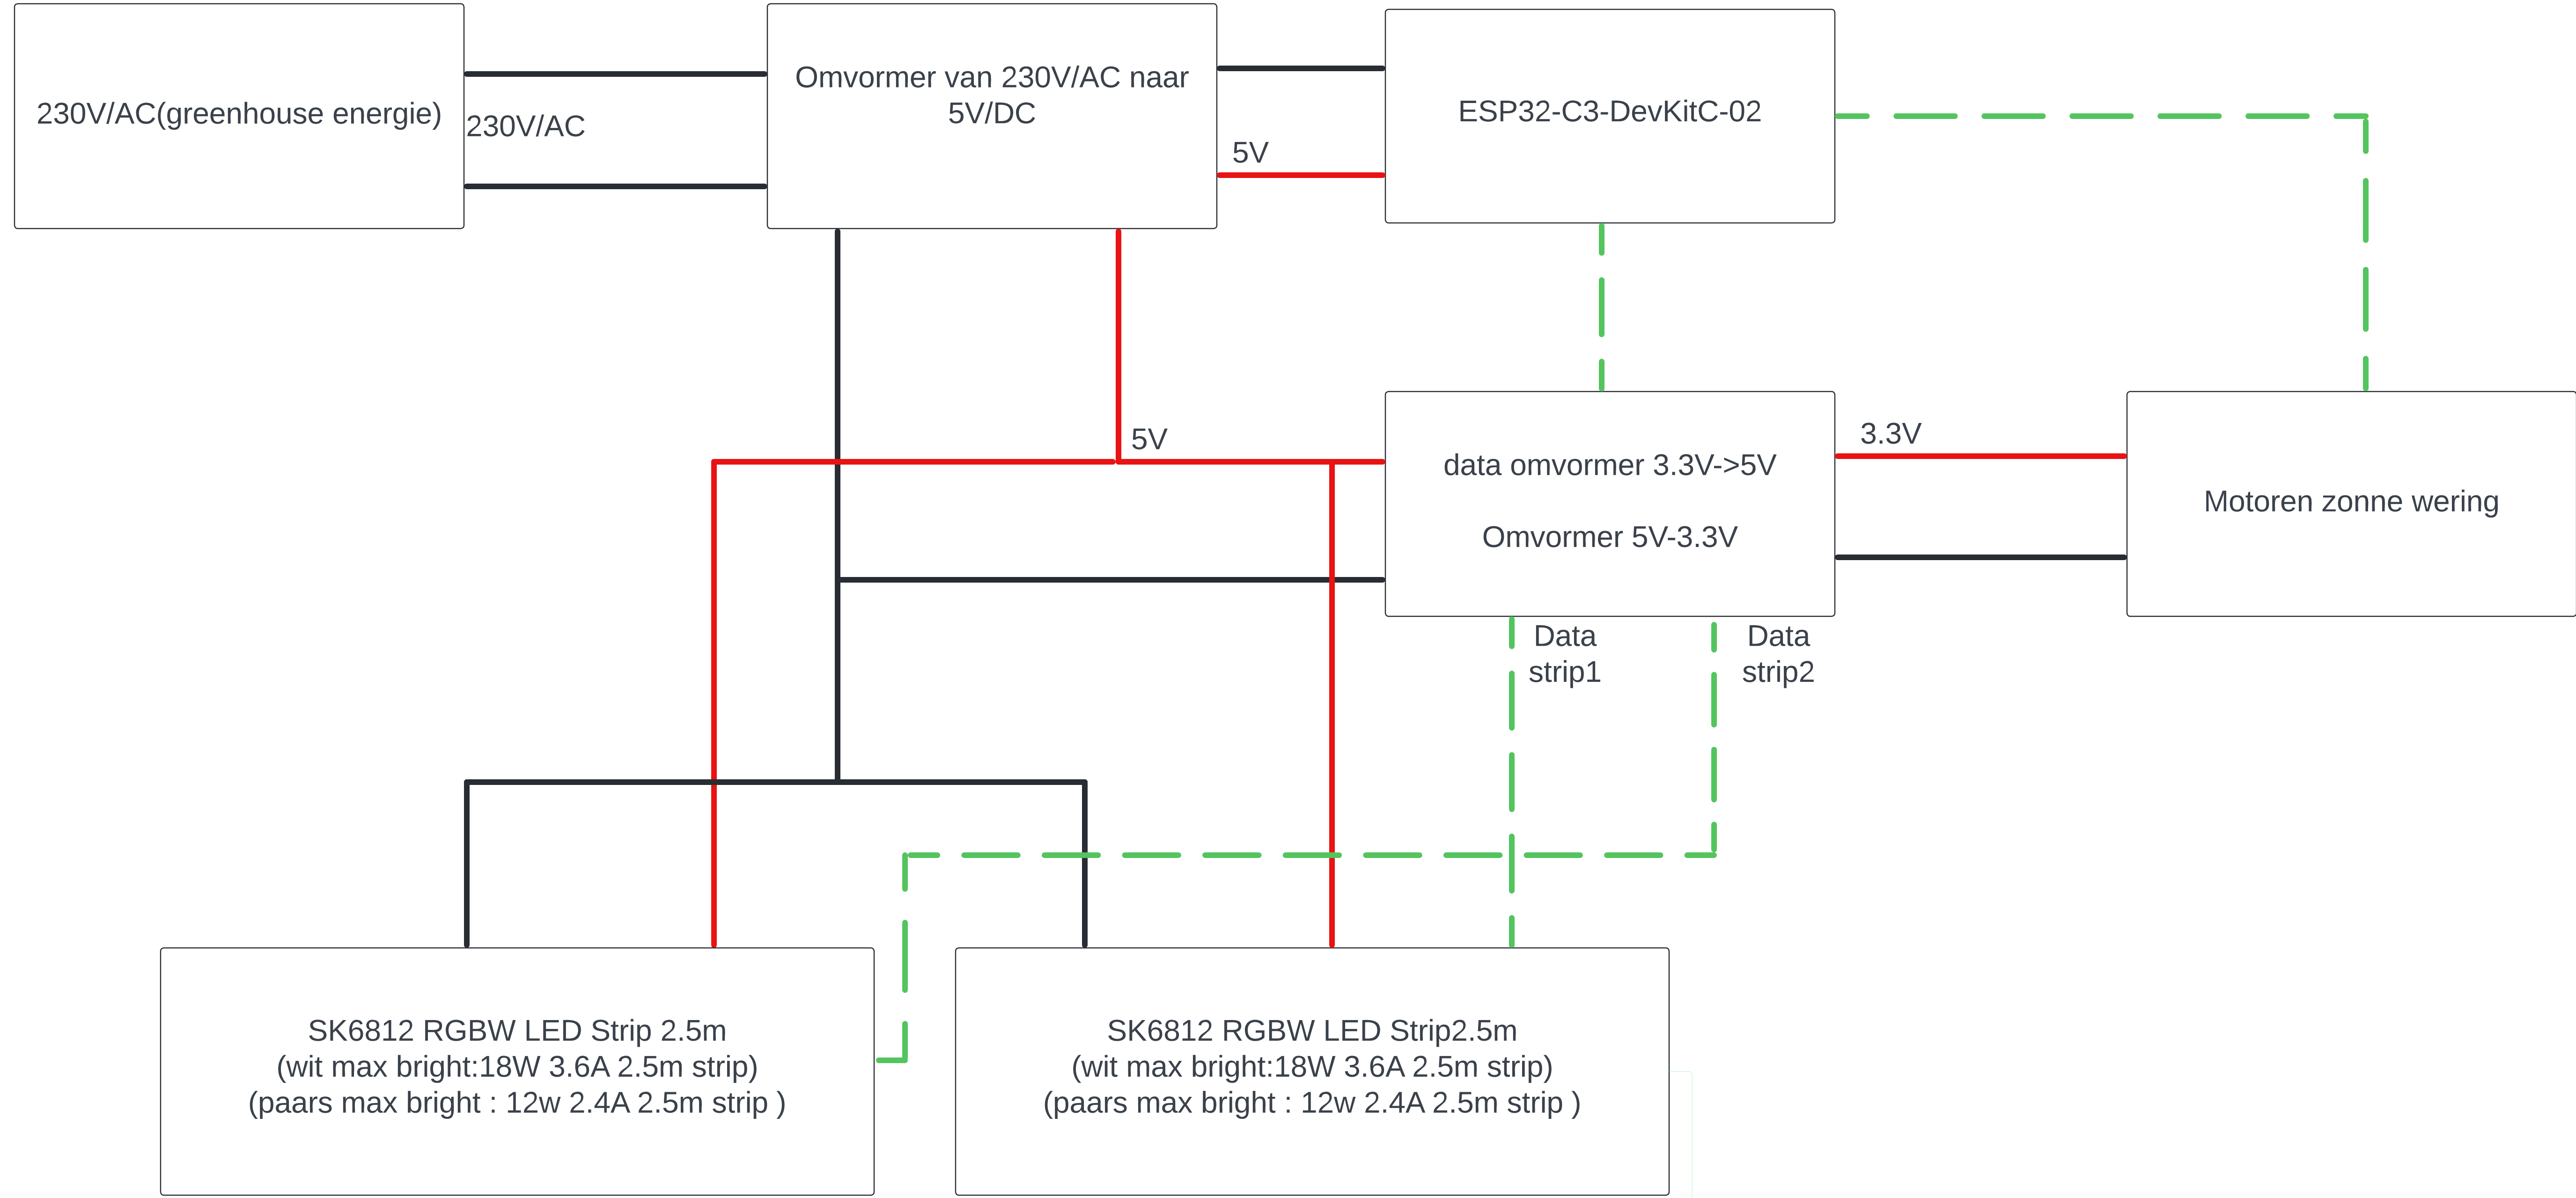 230V/AC(greenhouse energie)
230V/AC
Omvormer van 230V/AC naar
5V/DC
5V
ESP32-C3-DevKitC-02
5V
data omvormer 3.3V->5V
Omvormer 5V-3.3V
3.3V
Motoren zonne wering
Data
strip1
Data
strip2
SK6812 RGBW LED Strip 2.5m
(wit max bright:18W 3.6A 2.5m strip)
(paars max bright : 12w 2.4A 2.5m strip )
SK6812 RGBW LED Strip2.5m
(wit max bright:18W 3.6A 2.5m strip)
(paars max bright : 12w 2.4A 2.5m strip )